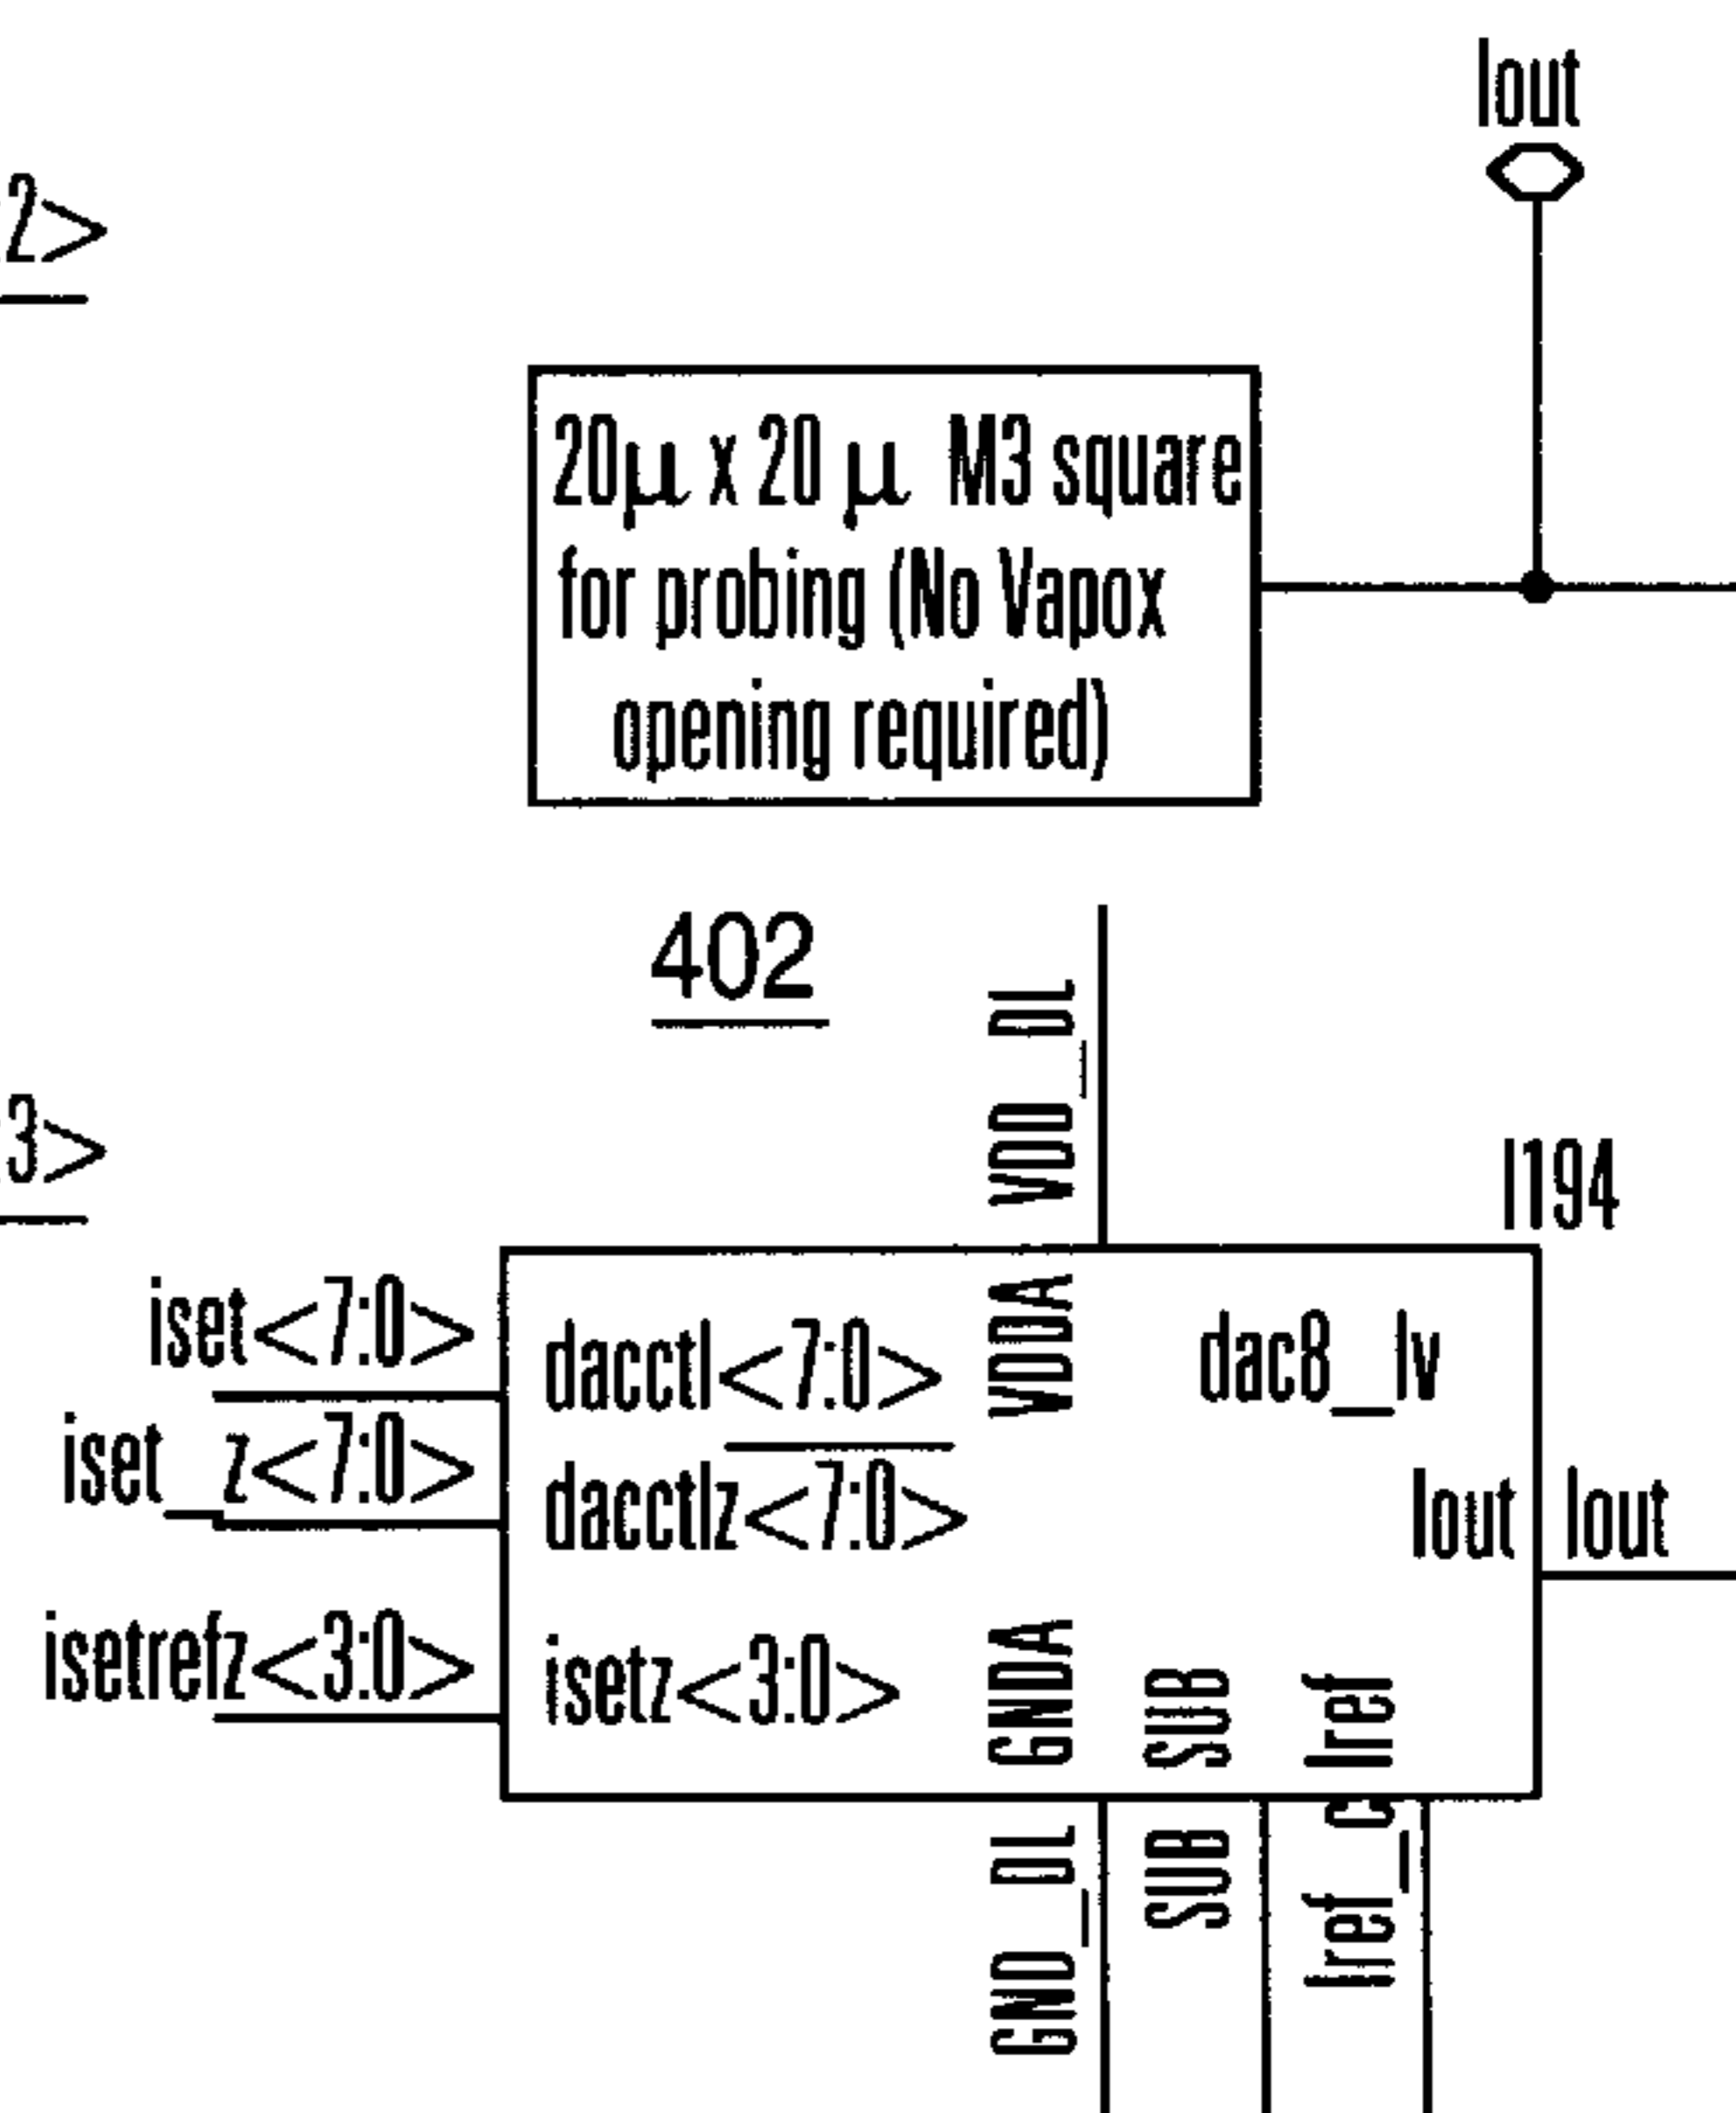 Iout
2>
20μ x 20 μ M3 square
for probing (No Vapox
opening required)
402
VDD_DL
3>
I194
iset<7:0>
dacctl<7:0>
VDDA
dac8_lv
iset_z<7:0>
dacctlz<7:0>
Iout
Iout
isetrefz<3:0>
isetz<3:0>
GNDA
SUB
Iref
GND_DL
SUB
Iref_c